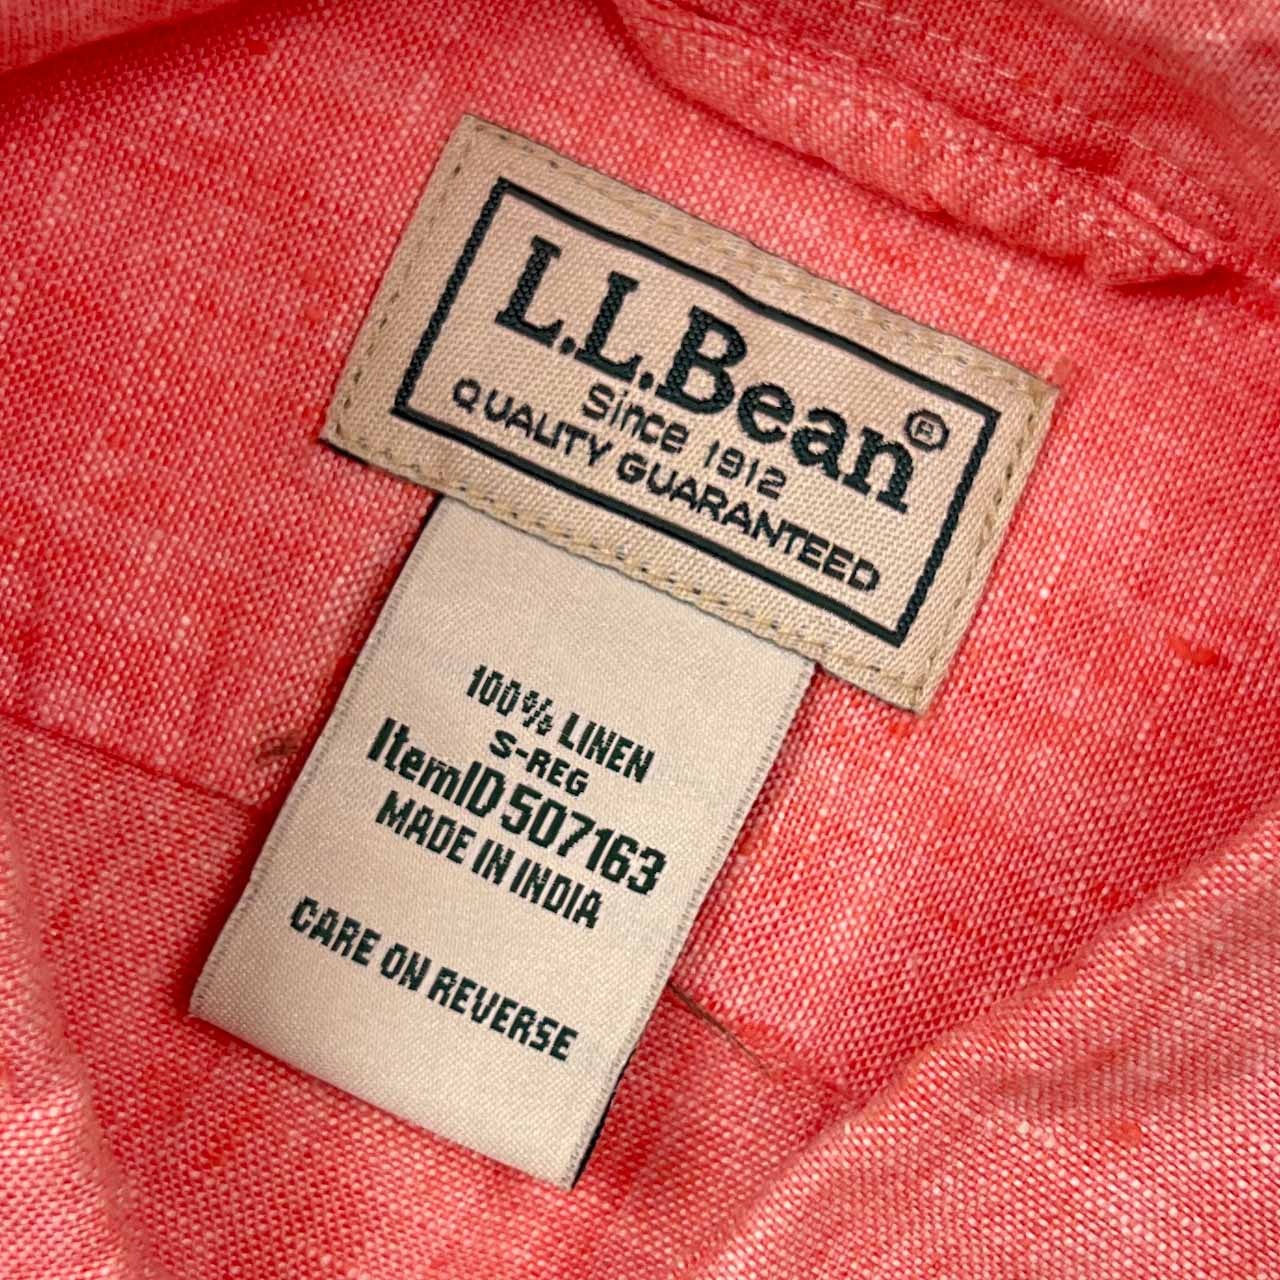 L.L.Bean®
Since 1912
QUALITY GUARANTEED
100% LINEN
S-REG
ItemID 507163
MADE IN INDIA
CARE ON REVERSE